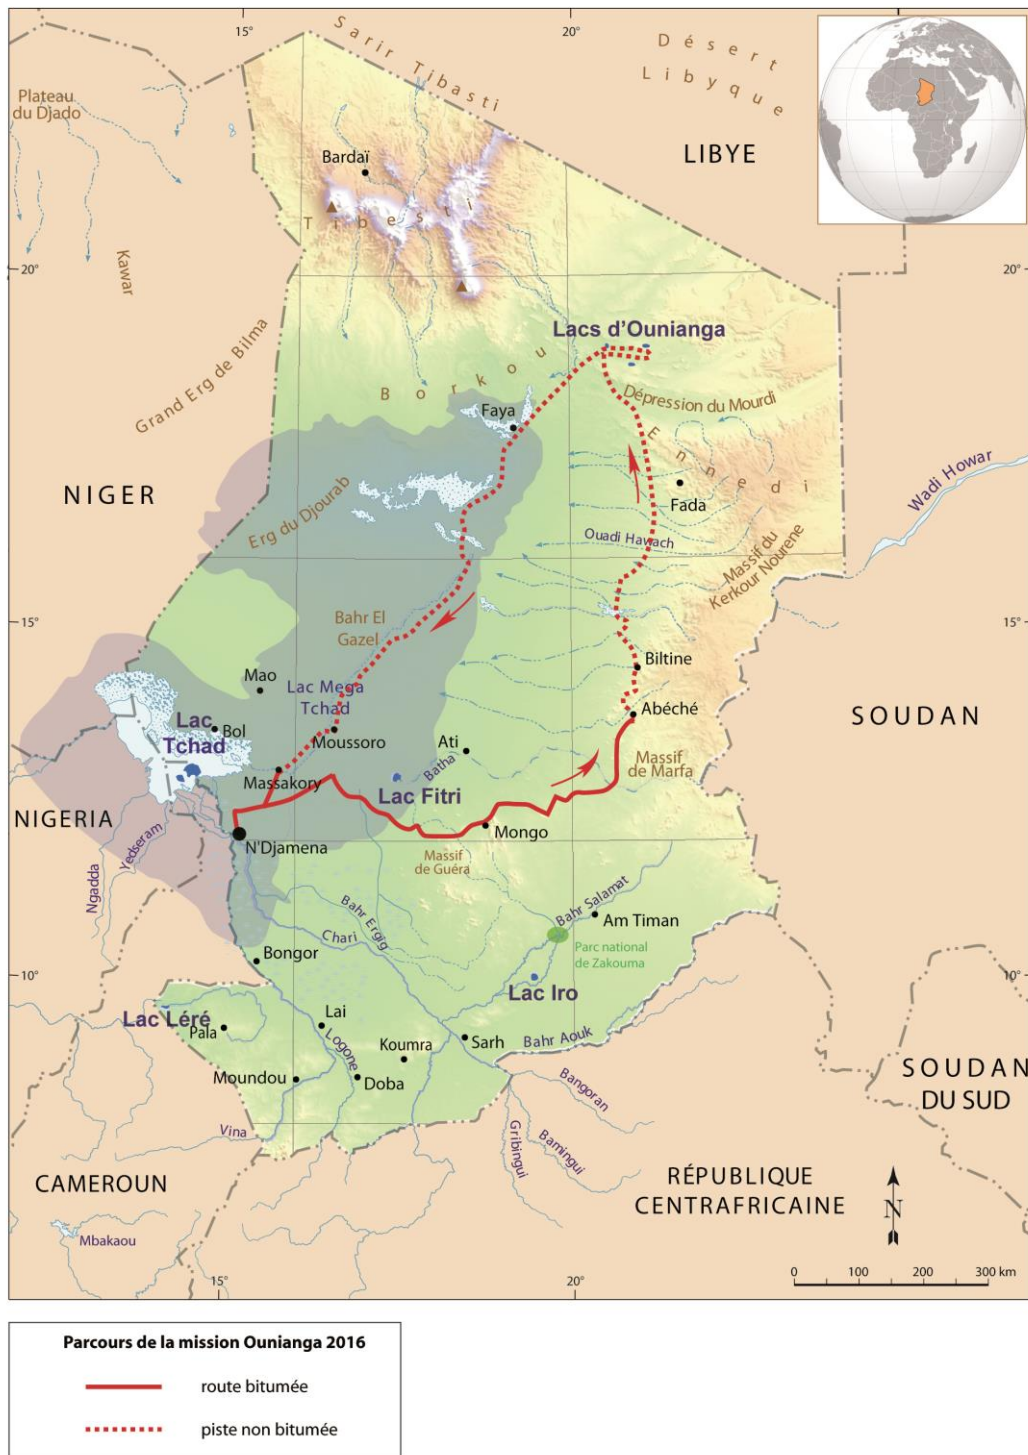 15°
20°
Sarir Tibasti
Désert
Libyque
Plateau
du Djado
LIBYE
Bardaï
Tibesti
Kawar
20°
20°
Grand Erg de Bilma
Lacs d'Ounianga
Borkou
Dépression du Mourdi
Faya
Ennedi
NIGER
Fada
Wadi Howar
Erg du Djourab
Ouadi Hawach
Massif du
Kerkour Nourene
15°
15°
Bahr El
Gazel
Biltine
Mao
Lac Mega
Tchad
Abéché
SOUDAN
Lac
Tchad
Bol
Moussoro
Ati
Batha
Massif
de Marfa
Massakory
Lac Fitri
NIGERIA
N'Djamena
Mongo
Yedseram
Ngadda
Massif
de Guéra
Bahr Salamat
Am Timan
Bahr Ergig
Chari
Parc national
de Zakouma
Bongor
10°
10°
Lac Iro
Lac Léré
Pala
Lai
Logone
Koumra
Sarh
Bahr Aouk
Moundou
Doba
Bangoran
SOUDAN
DU SUD
Vina
Gribingui
Bamingui
CAMEROUN
RÉPUBLIQUE
CENTRAFRICAINE
N
Mbakaou
15°
20°
0 100 200 300 km
Parcours de la mission Ounianga 2016
route bitumée
piste non bitumée